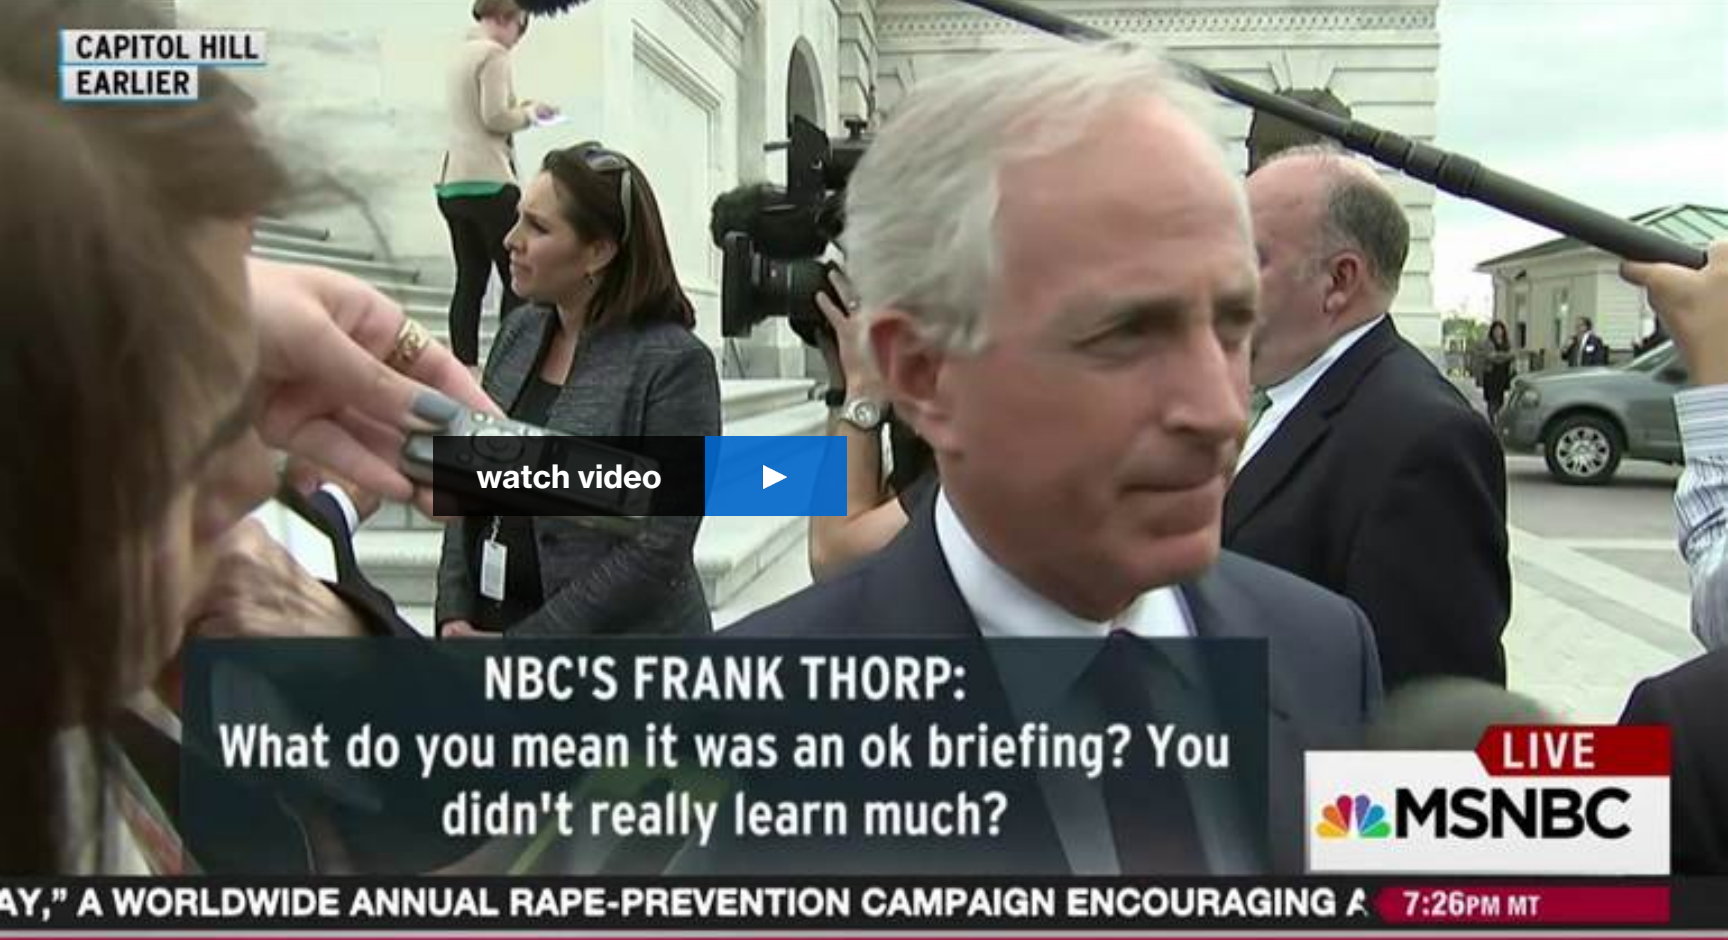 CAPITOL HILL
EARLIER
watch video
NBC'S FRANK THORP:
What do you mean it was an ok briefing? You
didn't really learn much?
LIVE
MSNBC
AY,” A WORLDWIDE ANNUAL RAPE-PREVENTION CAMPAIGN ENCOURAGING
7:26PM MT